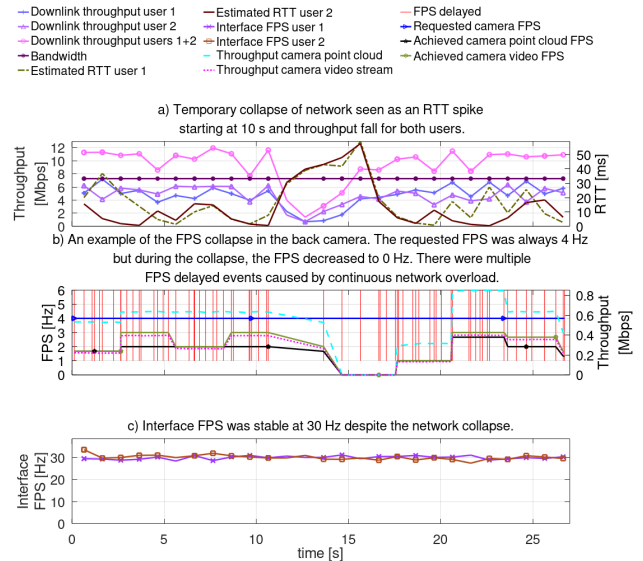 Downlink throughput user 1
Downlink throughput user 2
Downlink throughput users 1+2
Bandwidth
Estimated RTT user 1
Estimated RTT user 2
Interface FPS user 1
Interface FPS user 2
Throughput camera point cloud
Throughput camera video stream
FPS delayed
Requested camera FPS
Achieved camera point cloud FPS
Achieved camera video FPS
a) Temporary collapse of network seen as an RTT spike
starting at 10 s and throughput fall for both users.
Throughput
[Mbps]
12
10
8
6
4
2
0
50
40
30
20
10
0
RTT [ms]
b) An example of the FPS collapse in the back camera. The requested FPS was always 4 Hz
but during the collapse, the FPS decreased to 0 Hz. There were multiple
FPS delayed events caused by continuous network overload.
FPS [Hz]
6
5
4
3
2
1
0
0.8
0.6
0.4
0.2
0
Throughput
[Mbps]
c) Interface FPS was stable at 30 Hz despite the network collapse.
Interface
FPS [Hz]
30
20
10
0
0 5 10 15 20 25
time [s]